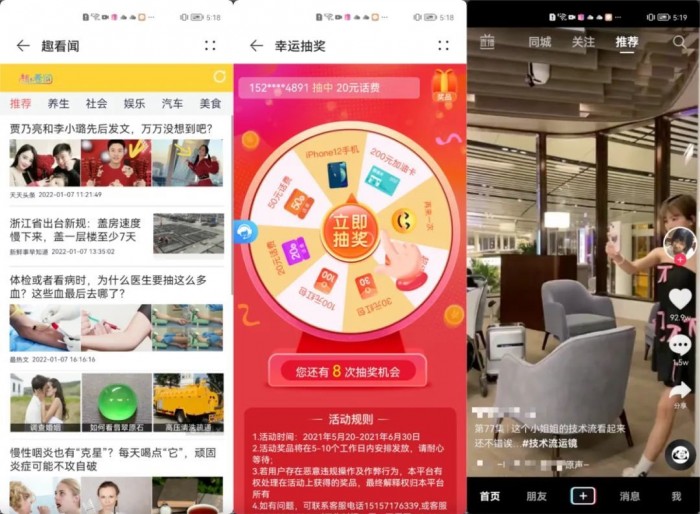 5:18
趣看闻
推荐 养生 社会 娱乐 汽车 美食
贾乃亮和李小璐先后发文，万万没想到吧？
天天头条 2022-01-07 11:21:49
浙江省出台新规：盖房速度
慢下来，盖一层楼至少7天
新鲜事早知道 2022-01-07 13:35:02
体检或者看病时，为什么医生要抽这么多
血？这些血最后去哪了？
最热文 2022-01-07 16:16:16
调查婚姻
如何看翡翠原石
高压清淤疏通
慢性咽炎也有“克星”？每天喝点“它”，顽固
炎症可能不攻自破
5:18
幸运抽奖
152****4891 抽中 20元话费
奖品
iPhone12手机
200元加油卡
再来一次
30元红包
100元红包
20元话费
50元话费
立即
抽奖
您还有 8 次抽奖机会
活动规则
1.活动时间：2021年5月20-2021年6月30日
2.活动奖品将在5-10个工作日内安排发放，请耐心
等待；
3.若用户存在恶意违规操作及作弊行为，本平台有
权处理在活动上获得的奖品，最终解释权归本平台
所有
4.如有问题，可联系客服电话15157171339,或客服
5:19
直播 同城 关注 推荐
92.9w
1.5w
分享
第77集 | 这个小姐姐的技术流看起来
还不错误...#技术流运镜
原声
首页 朋友 消息 我